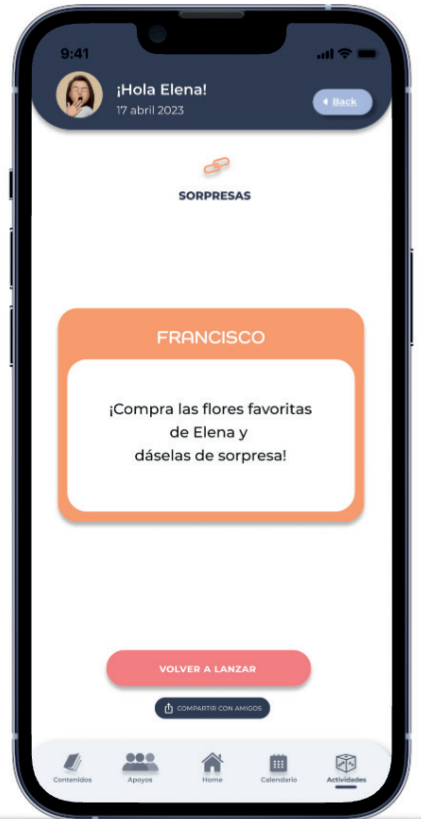 9:41
¡Hola Elena!
17 abril 2023
Back
SORPRESAS
FRANCISCO
¡Compra las flores favoritas
de Elena y
dáselas de sorpresa!
VOLVER A LANZAR
COMPARTIR CON AMIGOS
Contenidos
Apoyos
Home
Calendario
Actividades